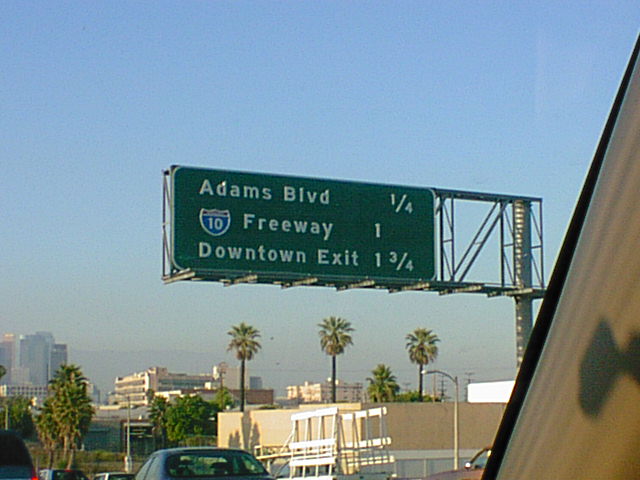 Adams Blvd 1/4
10 Freeway 1
Downtown Exit 1 3/4